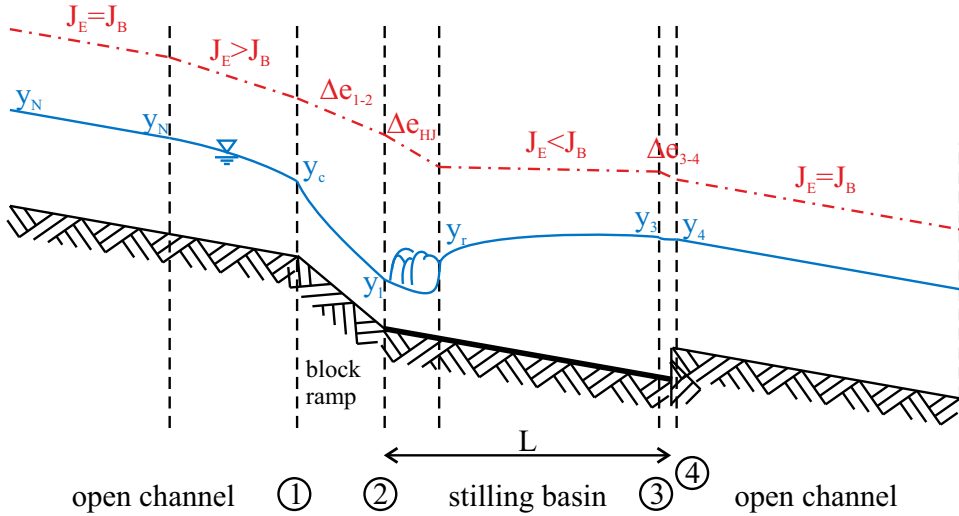 J_E=J_B
J_E>J_B
Δe_1-2
Δe_HJ
J_E<J_B
Δe_3-4
J_E=J_B
y_N
y_N
y_c
y_1
y_r
y_3
y_4
block
ramp
L
open channel
1
2
stilling basin
3
4
open channel